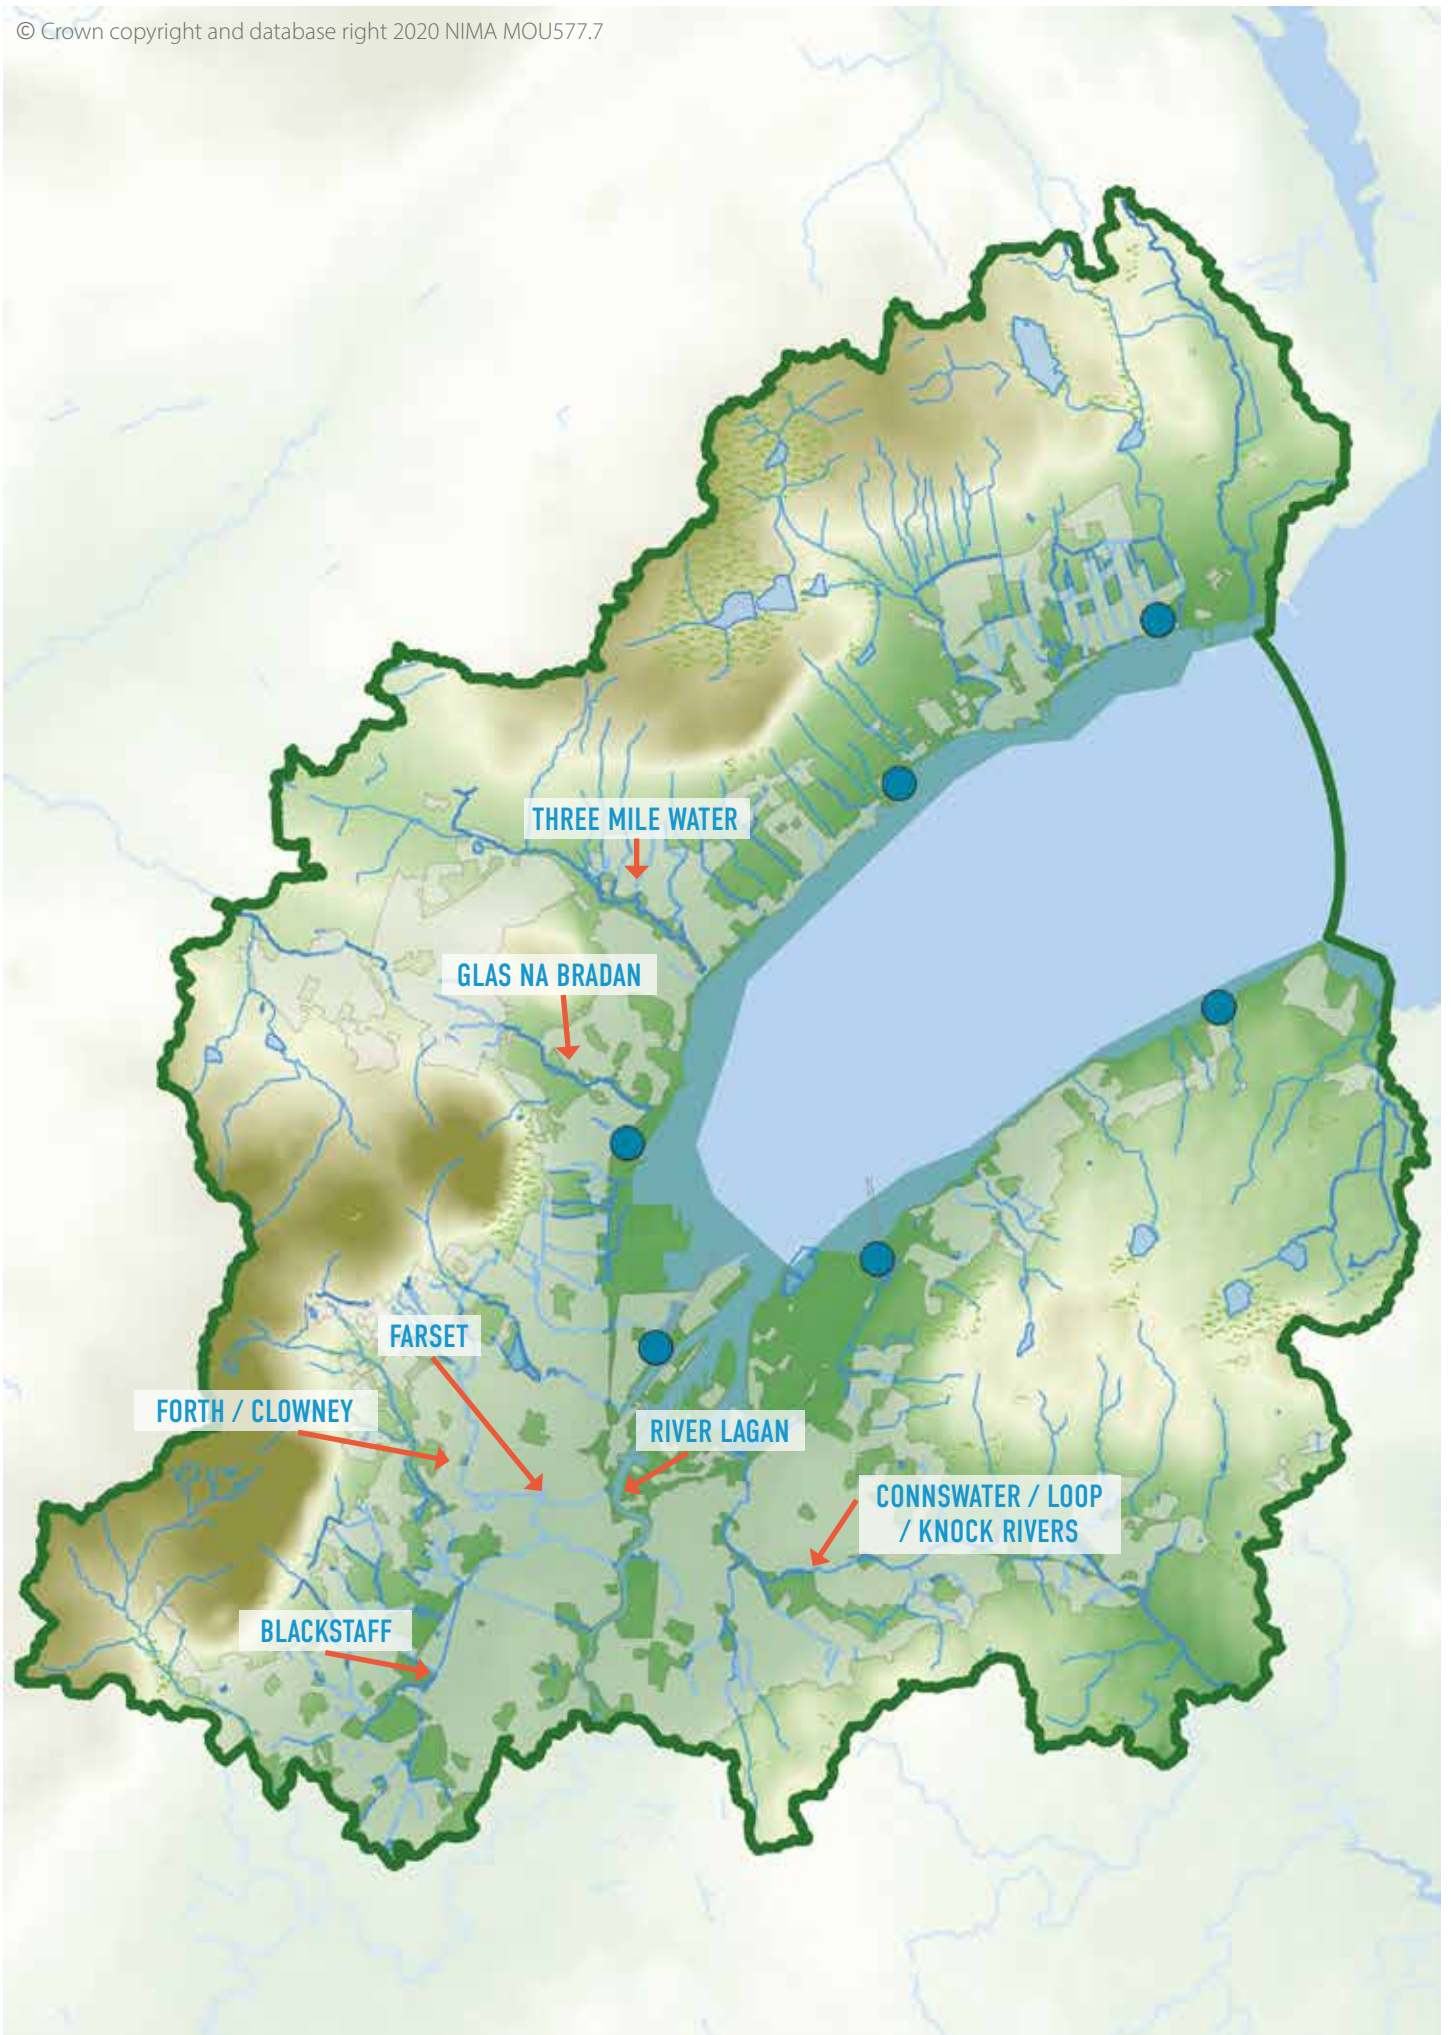 © Crown copyright and database right 2020 NIMA MOU577.7
THREE MILE WATER
GLAS NA BRADAN
FARSET
FORTH / CLOWNEY
RIVER LAGAN
CONNSWATER / LOOP
/ KNOCK RIVERS
BLACKSTAFF